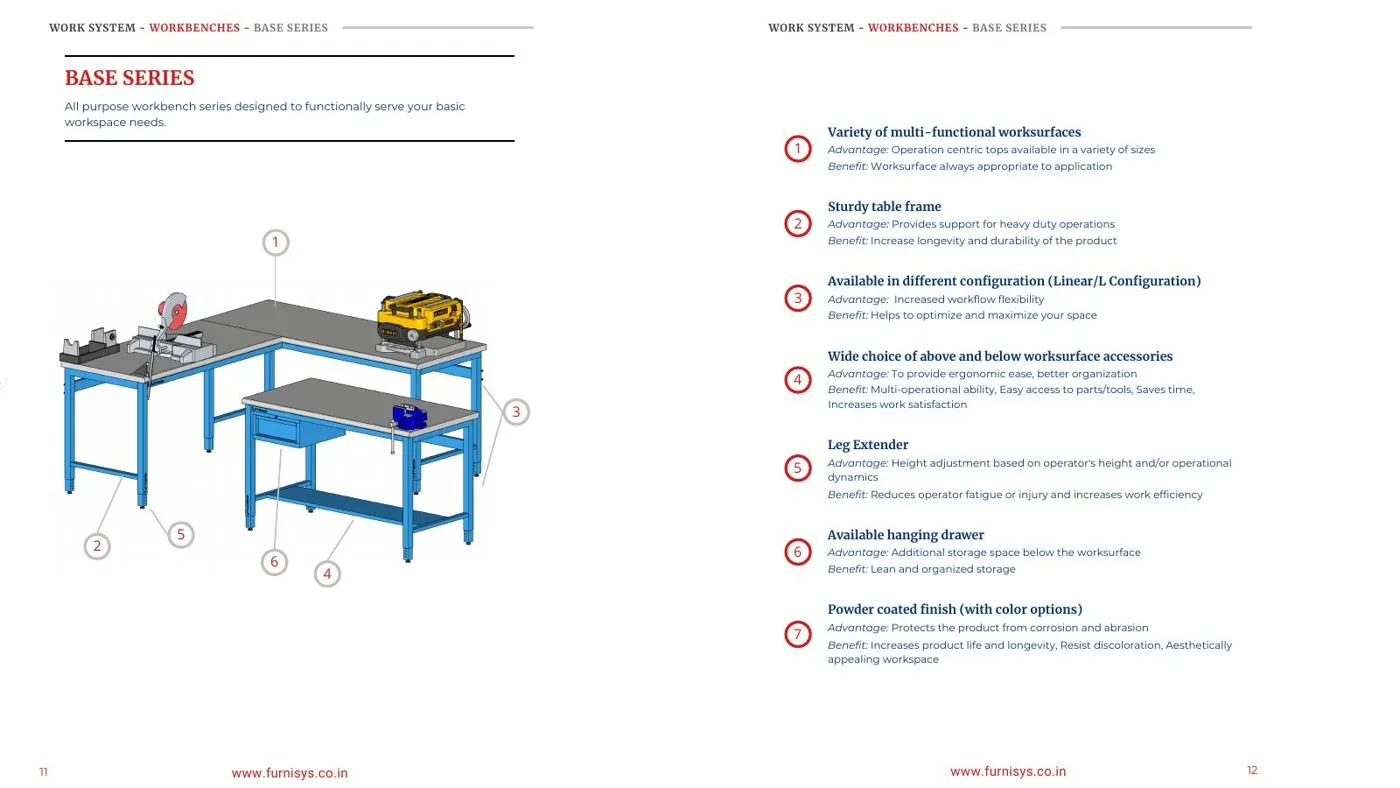 WORK SYSTEM - WORKBENCHES - BASE SERIES
BASE SERIES
All purpose workbench series designed to functionally serve your basic
workspace needs.
1
3
5
2
6
4
11
www.furnisys.co.in
WORK SYSTEM - WORKBENCHES - BASE SERIES
1
Variety of multi-functional worksurfaces
Advantage: Operation centric tops available in a variety of sizes
Benefit: Worksurface always appropriate to application
2
Sturdy table frame
Advantage: Provides support for heavy duty operations
Benefit: Increase longevity and durability of the product
3
Available in different configuration (Linear/L Configuration)
Advantage: Increased workflow flexibility
Benefit: Helps to optimize and maximize your space
4
Wide choice of above and below worksurface accessories
Advantage: To provide ergonomic ease, better organization
Benefit: Multi-operational ability, Easy access to parts/tools, Saves time,
Increases work satisfaction
5
Leg Extender
Advantage: Height adjustment based on operator's height and/or operational
dynamics
Benefit: Reduces operator fatigue or injury and increases work efficiency
6
Available hanging drawer
Advantage: Additional storage space below the worksurface
Benefit: Lean and organized storage
7
Powder coated finish (with color options)
Advantage: Protects the product from corrosion and abrasion
Benefit: Increases product life and longevity, Resist discoloration, Aesthetically
appealing workspace
www.furnisys.co.in
12